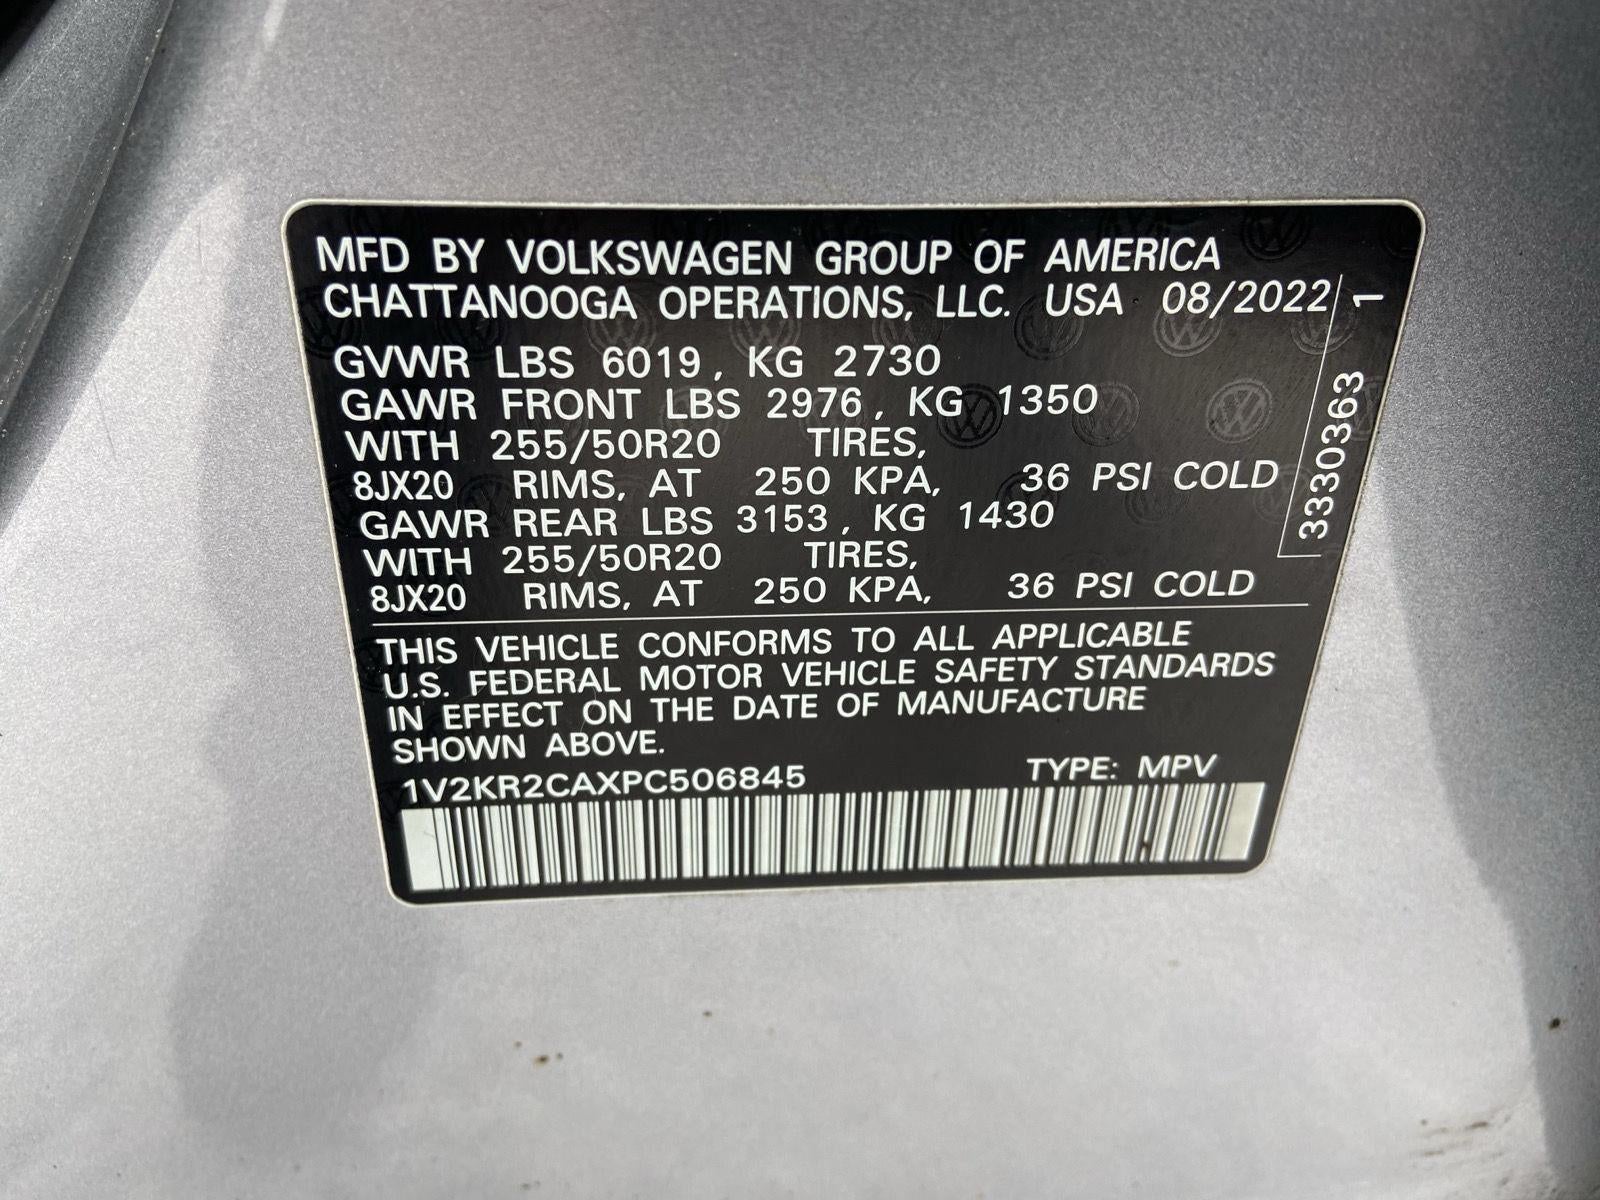 MFD BY VOLKSWAGEN GROUP OF AMERICA
CHATTANOOGA OPERATIONS, LLC. USA 08/2022
GVWR LBS 6019, KG 2730
GAWR FRONT LBS 2976, KG 1350
WITH 255/50R20 TIRES,
8JX20 RIMS, AT 250 KPA, 36 PSI COLD
GAWR REAR LBS 3153, KG 1430
WITH 255/50R20 TIRES,
8JX20 RIMS, AT 250 KPA, 36 PSI COLD
THIS VEHICLE CONFORMS TO ALL APPLICABLE
U.S. FEDERAL MOTOR VEHICLE SAFETY STANDARDS
IN EFFECT ON THE DATE OF MANUFACTURE
SHOWN ABOVE.
1V2KR2CAXPC506845 TYPE: MPV
3330363 1